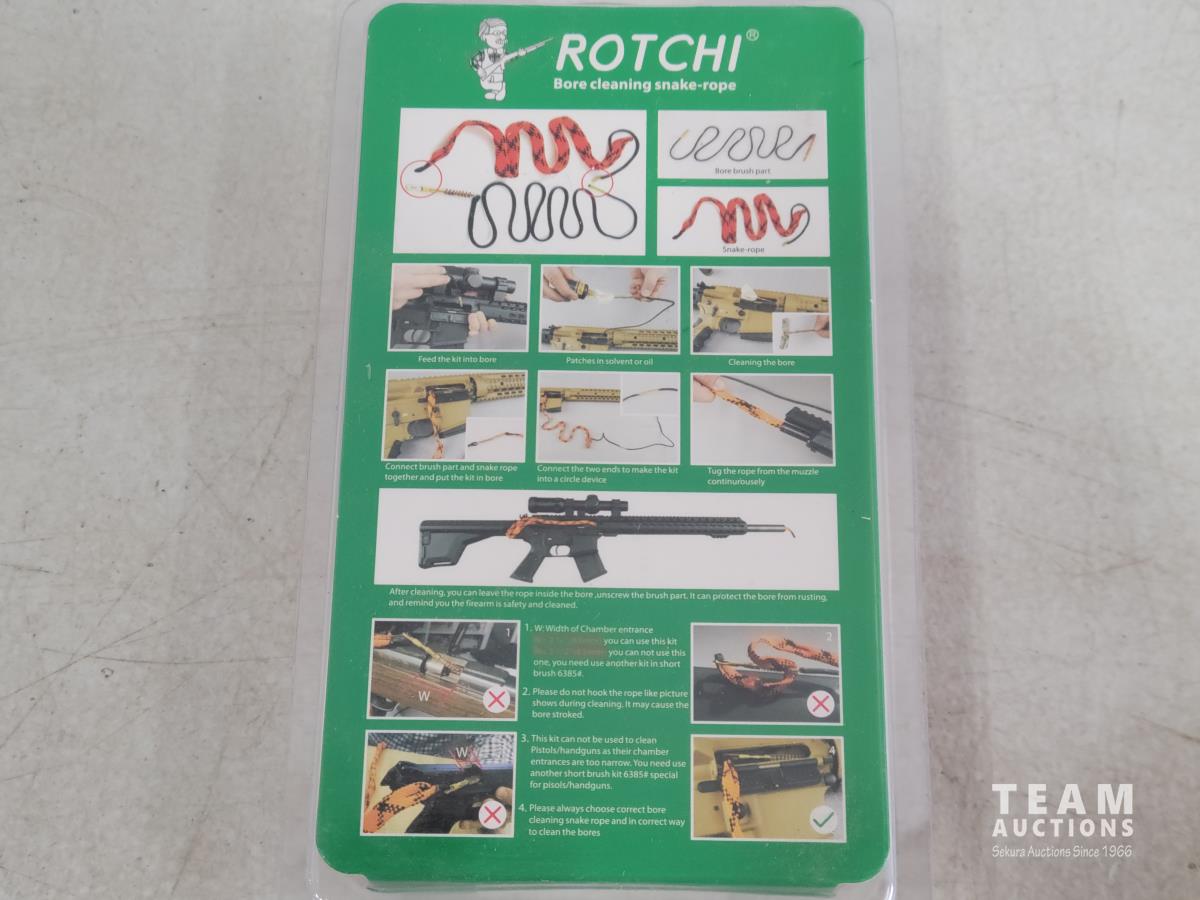 ROTCHI®
Bore cleaning snake-rope
Bore brush part
Snake-rope
Feed the kit into bore
Patches in solvent or oil
Cleaning the bore
Connect brush part and snake rope
together and put the kit in bore
Connect the two ends to make the kit
into a circle device
Tug the rope from the muzzle
continurousely
After cleaning, you can leave the rope inside the bore ,unscrew the brush part. It can protect the bore from rusting,
and remind you the firearm is safety and cleaned.
1
W
1. W: Width of Chamber entrance
you can use this kit
you can not use this
one, you need use another kit in short
brush 6385#.
2
2. Please do not hook the rope like picture
shows during cleaning. It may cause the
bore stroked.
W
3. This kit can not be used to clean
Pistols/handguns as their chamber
entrances are too narrow. You need use
another short brush kit 6385# special
for pisols/handguns.
4
4. Please always choose correct bore
cleaning snake rope and in correct way
to clean the bores
TEAM
AUCTIONS
Sekura Auctions Since 1966